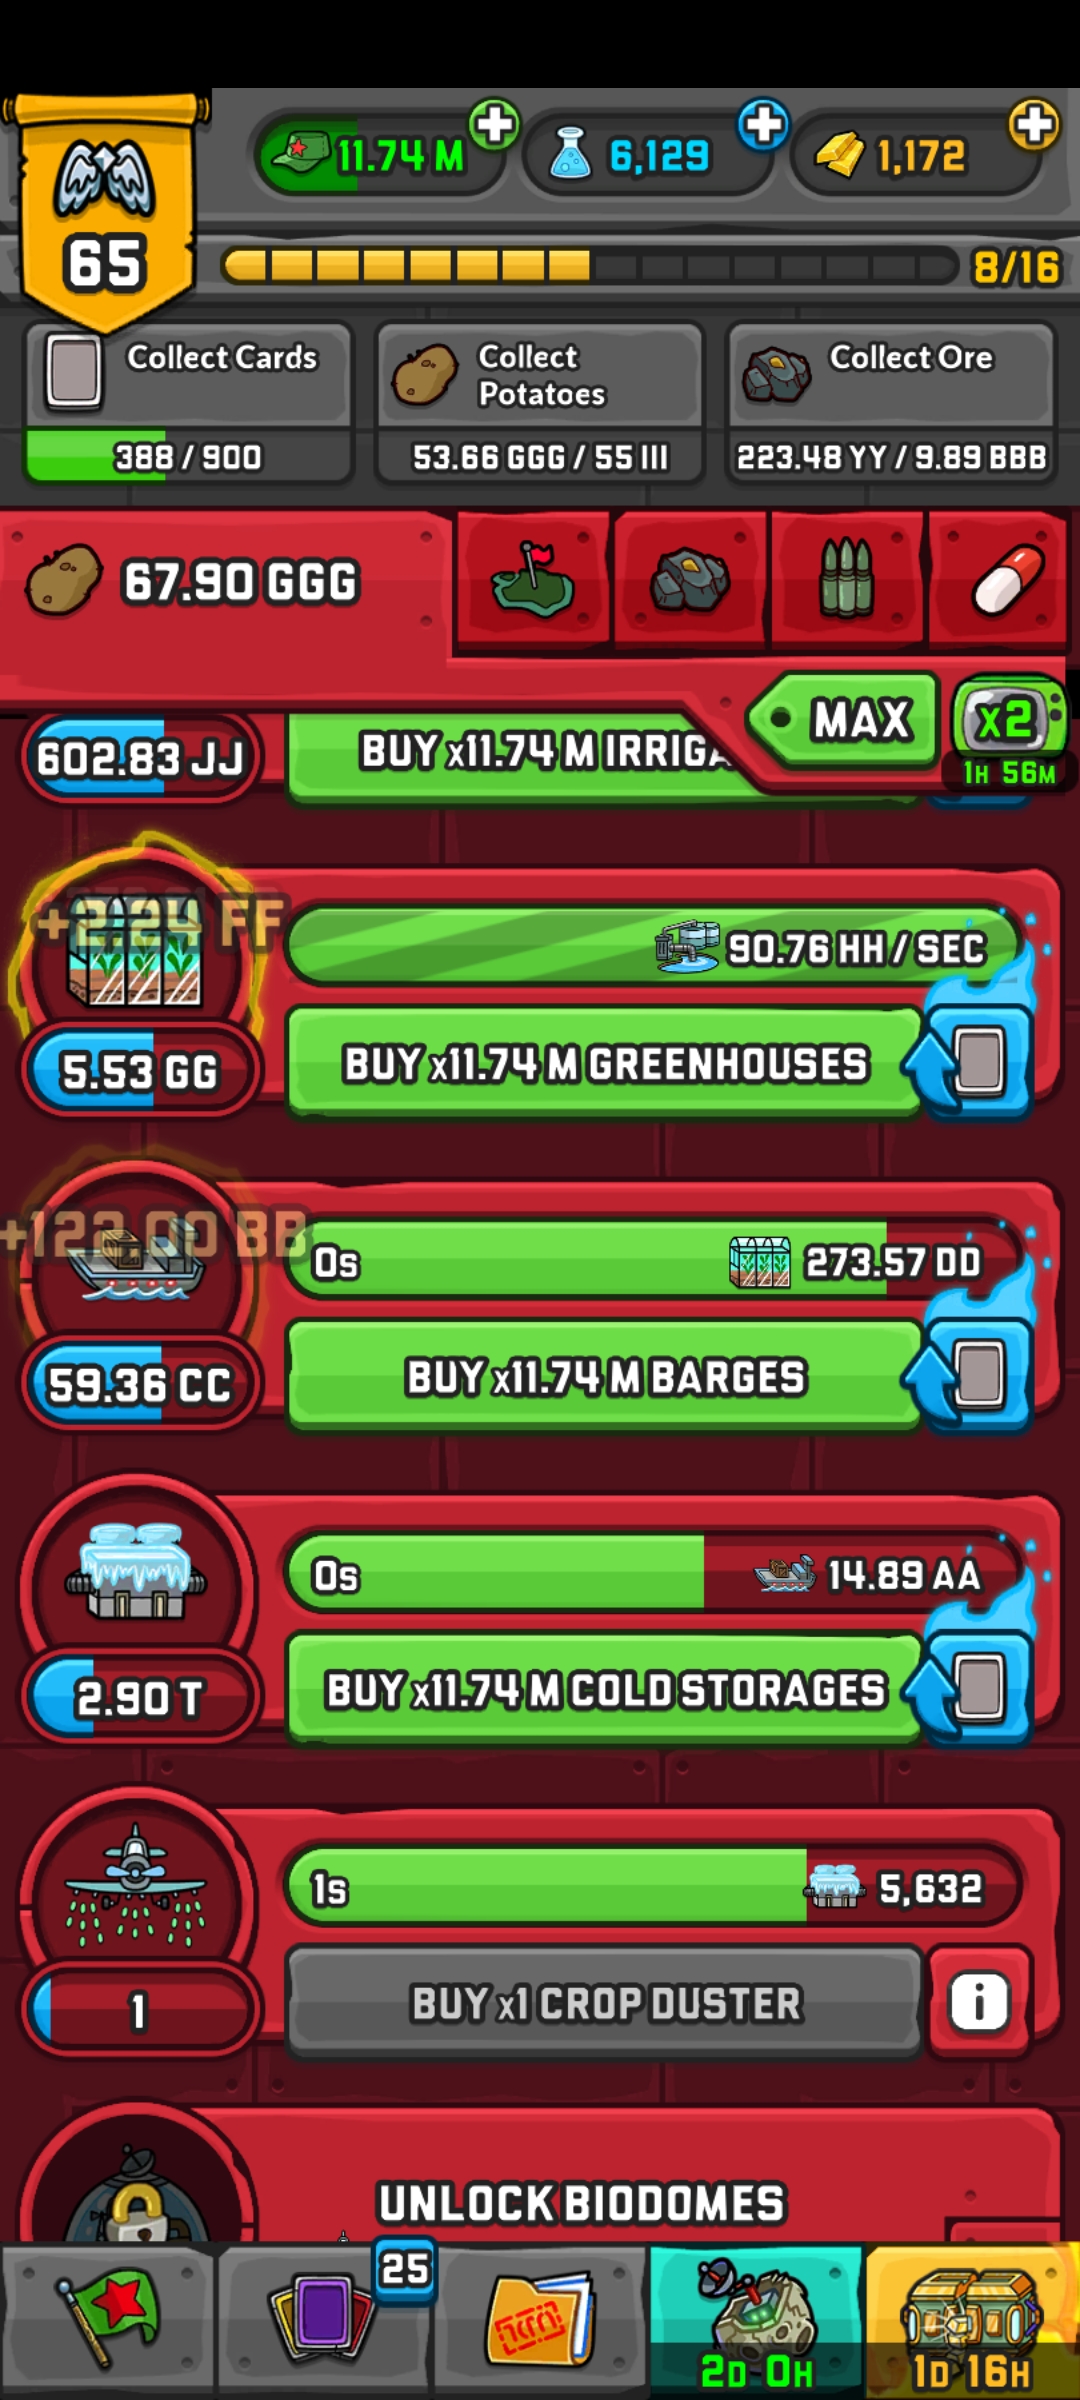 11.74 M
6,129
1,172
65
8/16
Collect Cards
388 / 900
Collect
Potatoes
53.66 GGG / 55 III
Collect Ore
223.48 YY / 9.89 BBB
67.90 GGG
MAX
x2
1H 56M
602.83 JJ
BUY x11.74 M IRRIGA
90.76 HH / SEC
5.53 GG
BUY x11.74 M GREENHOUSES
+122.00 BB
0s
273.57 DD
59.36 CC
BUY x11.74 M BARGES
0s
14.89 AA
2.90 T
BUY x11.74 M COLD STORAGES
1s
5,632
1
BUY x1 CROP DUSTER
i
UNLOCK BIODOMES
25
2D 0H
1D 16H